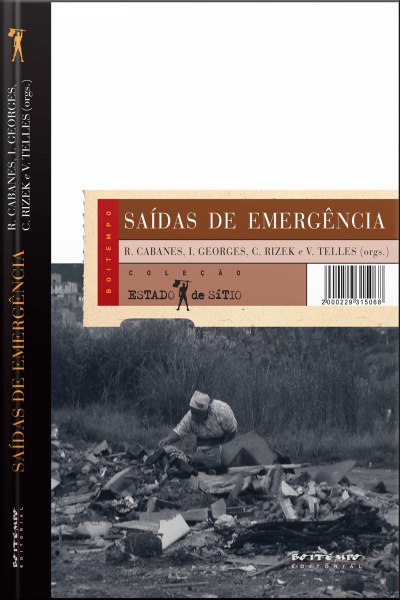 R. CABANES, I. GEORGES,
C. RIZEK e V. TELLES (orgs.)
SAÍDAS DE EMERGÊNCIA
BOITEMPO
EDITORIAL
BOITEMPO
SAÍDAS DE EMERGÊNCIA
R. CABANES, I. GEORGES, C. RIZEK e V. TELLES (orgs.)
COLEÇÃO
ESTADO de SÍTIO
2000229315068
BOITEMPO
EDITORIAL